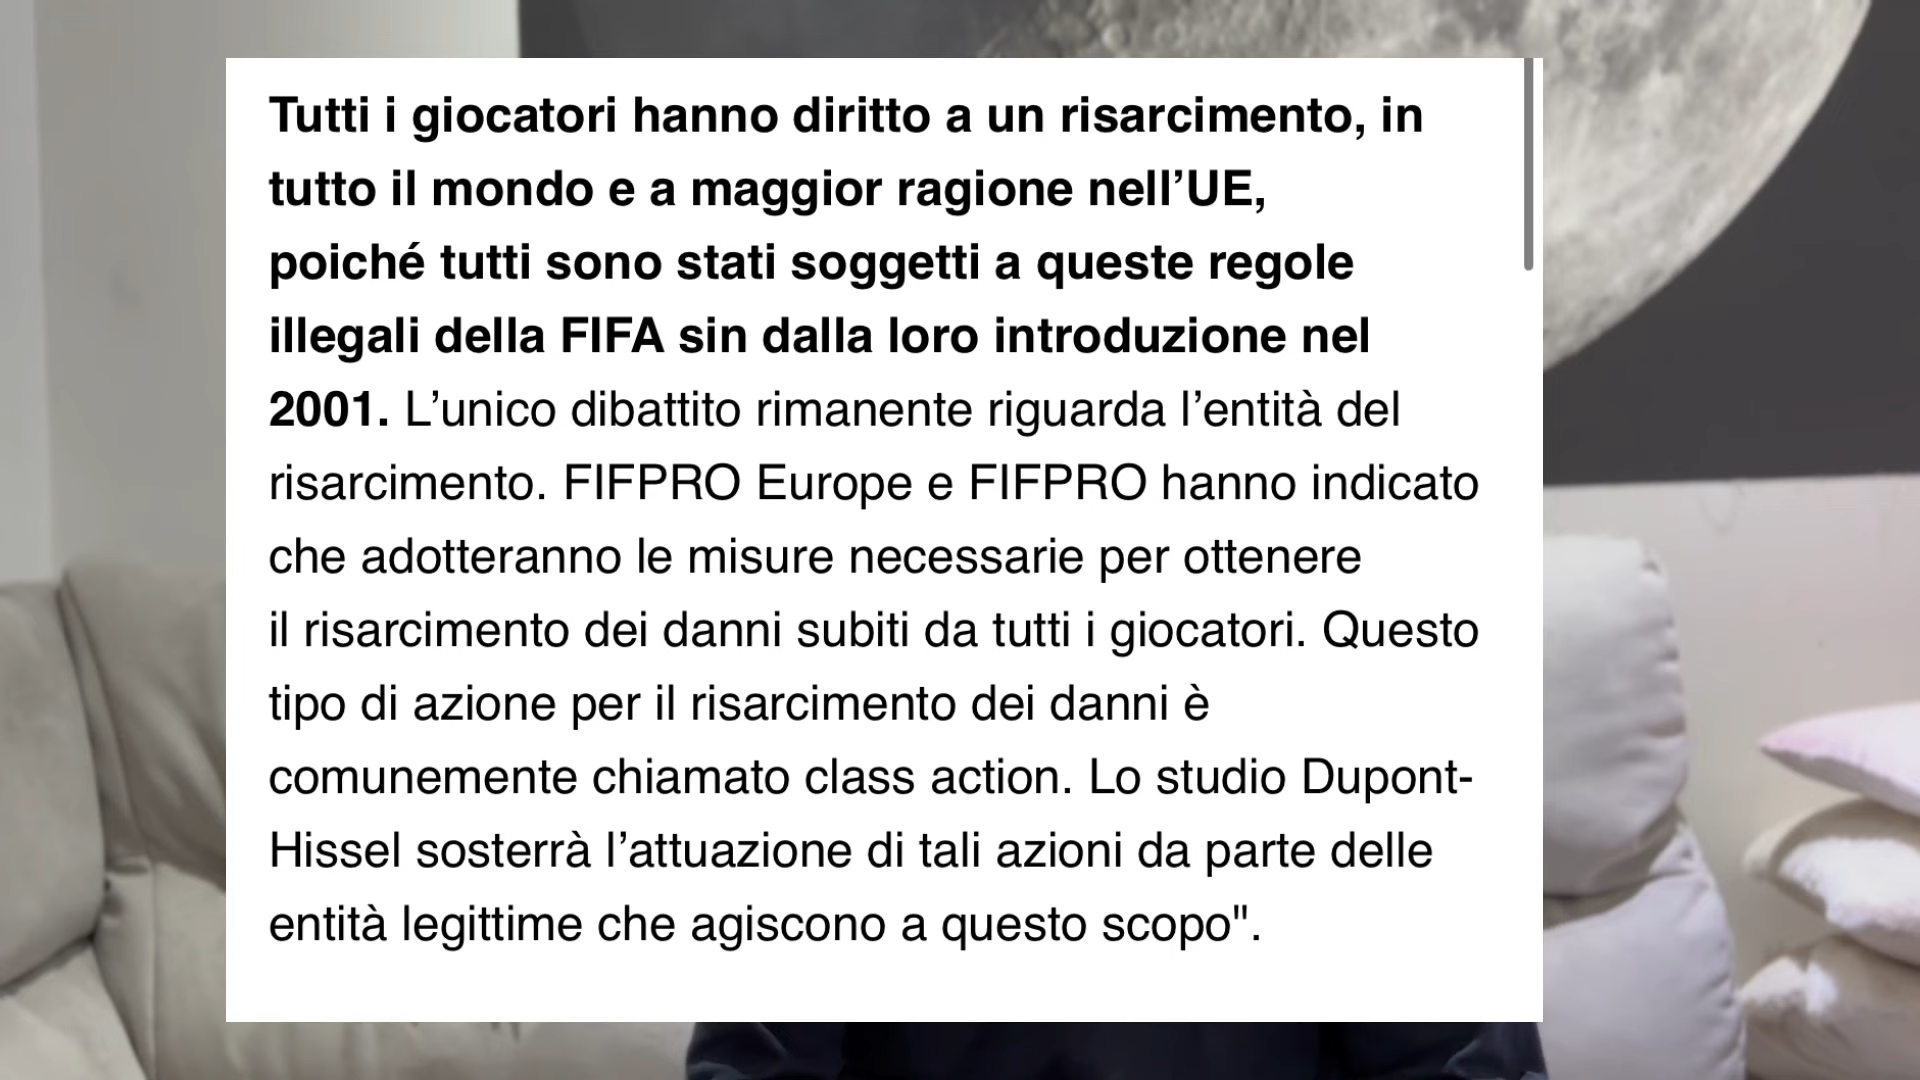 Tutti i giocatori hanno diritto a un risarcimento, in
tutto il mondo e a maggior ragione nell’UE,
poiché tutti sono stati soggetti a queste regole
illegali della FIFA sin dalla loro introduzione nel
2001. L’unico dibattito rimanente riguarda l’entità del
risarcimento. FIFPRO Europe e FIFPRO hanno indicato
che adotteranno le misure necessarie per ottenere
il risarcimento dei danni subiti da tutti i giocatori. Questo
tipo di azione per il risarcimento dei danni è
comunemente chiamato class action. Lo studio Dupont-
Hissel sosterrà l’attuazione di tali azioni da parte delle
entità legittime che agiscono a questo scopo".